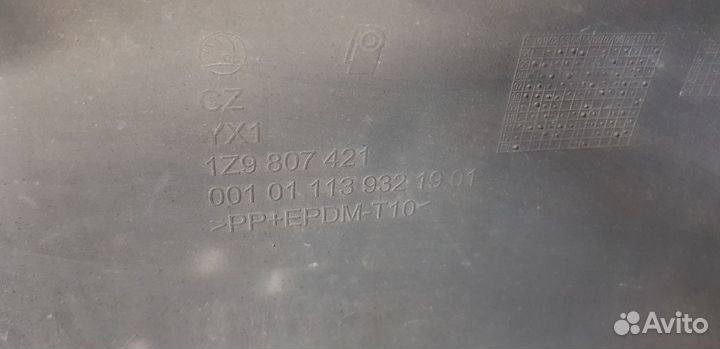 CZ
YX1
1Z9 807 421
001 01 113 932 19 01
>PP+EPDM-T10<
Avito